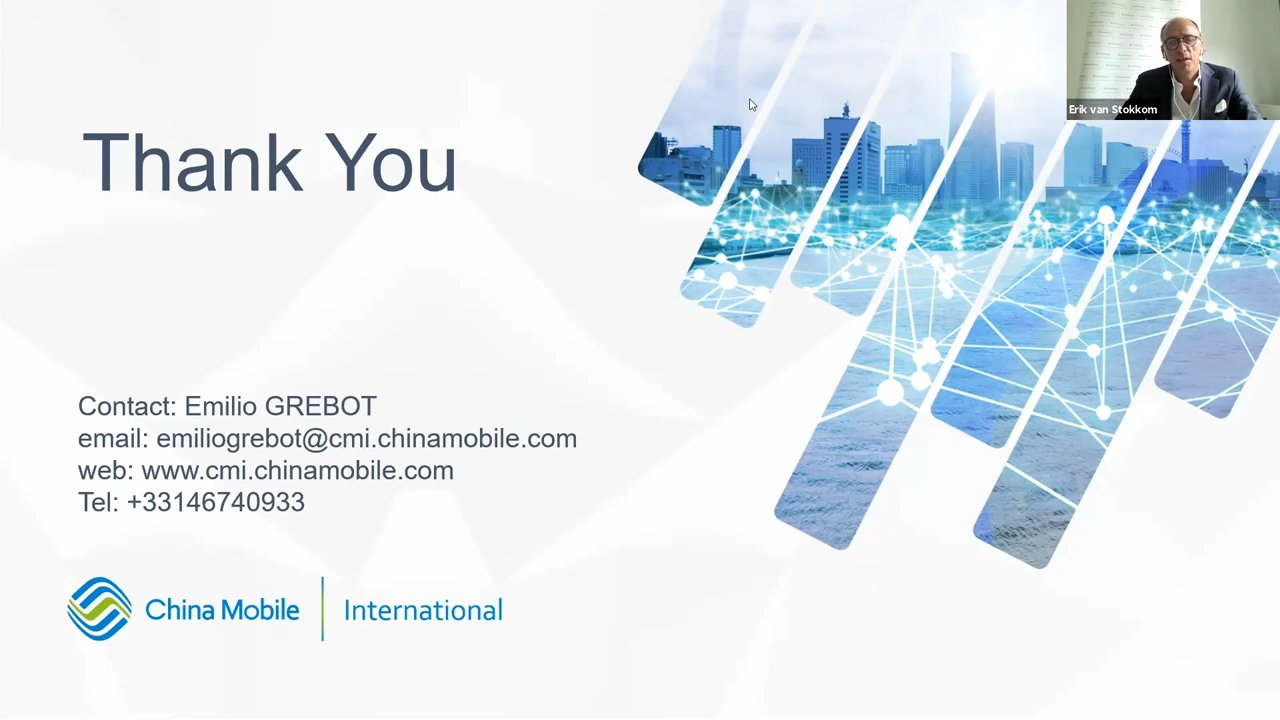 Erik van Stokkom
Thank You
Contact: Emilio GREBOT
email: emiliogrebot@cmi.chinamobile.com
web: www.cmi.chinamobile.com
Tel: +33146740933
China Mobile | International